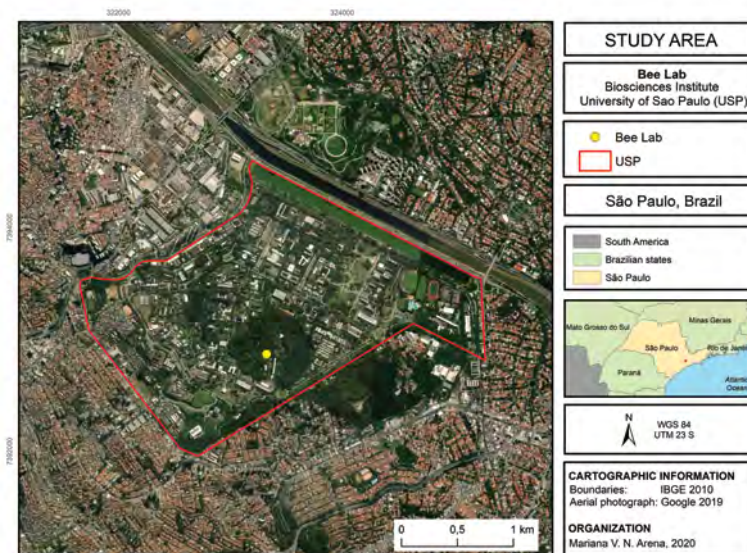 322000
324000
7394000
7392000
0 0,5 1 km
STUDY AREA
Bee Lab
Biosciences Institute
University of Sao Paulo (USP)
Bee Lab
USP
São Paulo, Brazil
South America
Brazilian states
São Paulo
Mato Grosso do Sul
Minas Gerais
São Paulo
Rio de Janei
Paraná
Atlanti
Ocean
N
WGS 84
UTM 23 S
CARTOGRAPHIC INFORMATION
Boundaries: IBGE 2010
Aerial photograph: Google 2019
ORGANIZATION
Mariana V. N. Arena, 2020